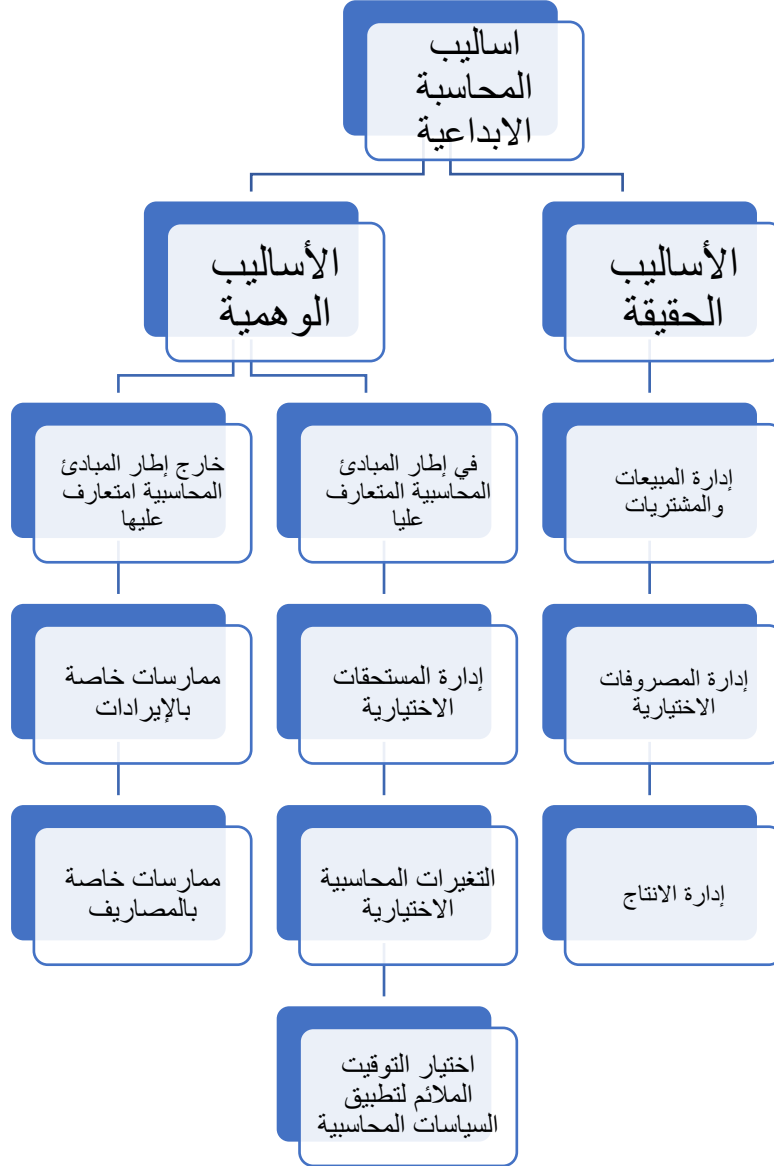 اساليب
المحاسبة
الابداعية
الأساليب
الحقيقة
الأساليب
الوهمية
إدارة المبيعات
والمشتريات
في إطار المبادئ
المحاسبية المتعارف
عليا
خارج إطار المبادئ
المحاسبية امتعارف
عليها
إدارة المصروفات
الاختيارية
إدارة المستحقات
الاختيارية
ممارسات خاصة
بالإيرادات
إدارة الانتاج
التغيرات المحاسبية
الاختيارية
ممارسات خاصة
بالمصاريف
اختيار التوقيت
الملائم لتطبيق
السياسات المحاسبية